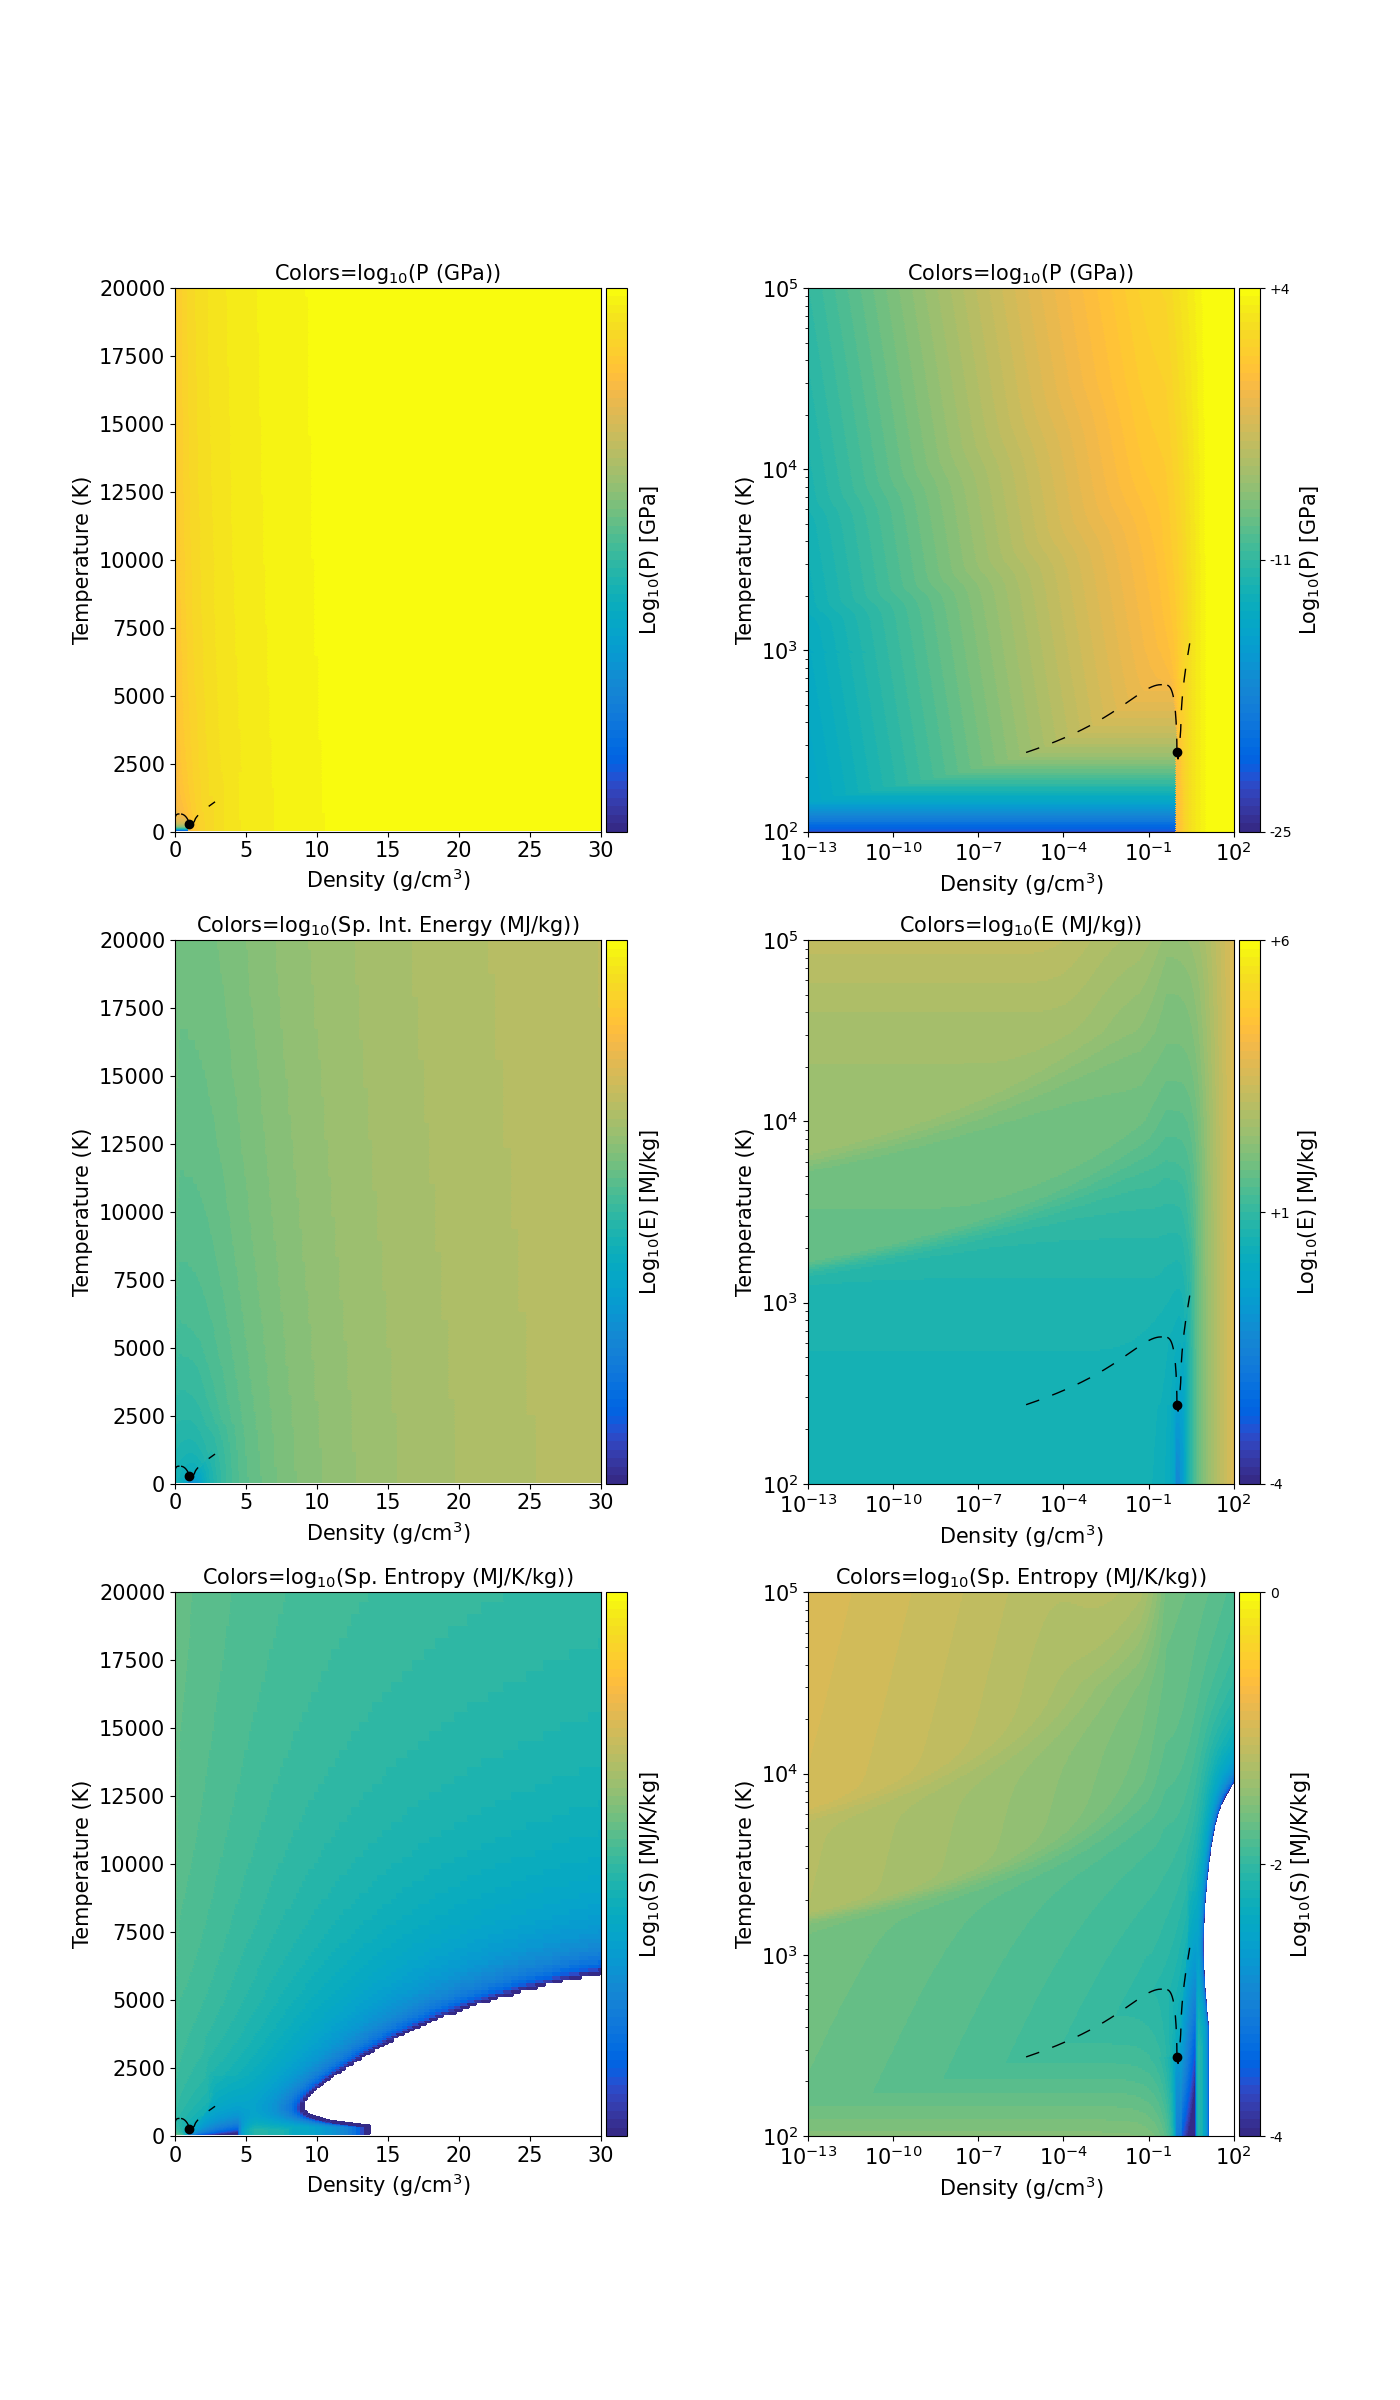 Colors=log₁₀(P (GPa))
20000
17500
15000
12500
10000
7500
5000
2500
0
Temperature (K)
0 5 10 15 20 25 30
Density (g/cm³)
Log₁₀(P) [GPa]
Colors=log₁₀(P (GPa))
10⁵
10⁴
10³
10²
Temperature (K)
10⁻¹³ 10⁻¹⁰ 10⁻⁷ 10⁻⁴ 10⁻¹ 10²
Density (g/cm³)
+4
-11
-25
Log₁₀(P) [GPa]
Colors=log₁₀(Sp. Int. Energy (MJ/kg))
20000
17500
15000
12500
10000
7500
5000
2500
0
Temperature (K)
0 5 10 15 20 25 30
Density (g/cm³)
Log₁₀(E) [MJ/kg]
Colors=log₁₀(E (MJ/kg))
10⁵
10⁴
10³
10²
Temperature (K)
10⁻¹³ 10⁻¹⁰ 10⁻⁷ 10⁻⁴ 10⁻¹ 10²
Density (g/cm³)
+6
+1
-4
Log₁₀(E) [MJ/kg]
Colors=log₁₀(Sp. Entropy (MJ/K/kg))
20000
17500
15000
12500
10000
7500
5000
2500
0
Temperature (K)
0 5 10 15 20 25 30
Density (g/cm³)
Log₁₀(S) [MJ/K/kg]
Colors=log₁₀(Sp. Entropy (MJ/K/kg))
10⁵
10⁴
10³
10²
Temperature (K)
10⁻¹³ 10⁻¹⁰ 10⁻⁷ 10⁻⁴ 10⁻¹ 10²
Density (g/cm³)
0
-2
-4
Log₁₀(S) [MJ/K/kg]